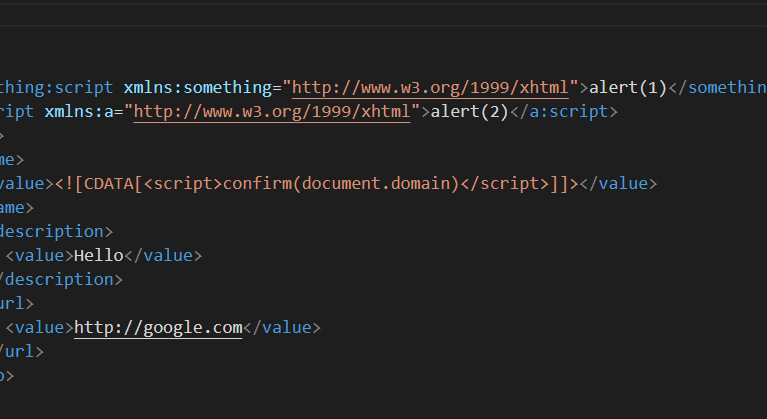 thing:script xmlns:something="http://www.w3.org/1999/xhtml">alert(1)</somethin
ript xmlns:a="http://www.w3.org/1999/xhtml">alert(2)</a:script>
>
me>
value><![CDATA[<script>confirm(document.domain)</script>]]></value>
ame>
description>
<value>Hello</value>
/description>
url>
<value>http://google.com</value>
/url>
o>